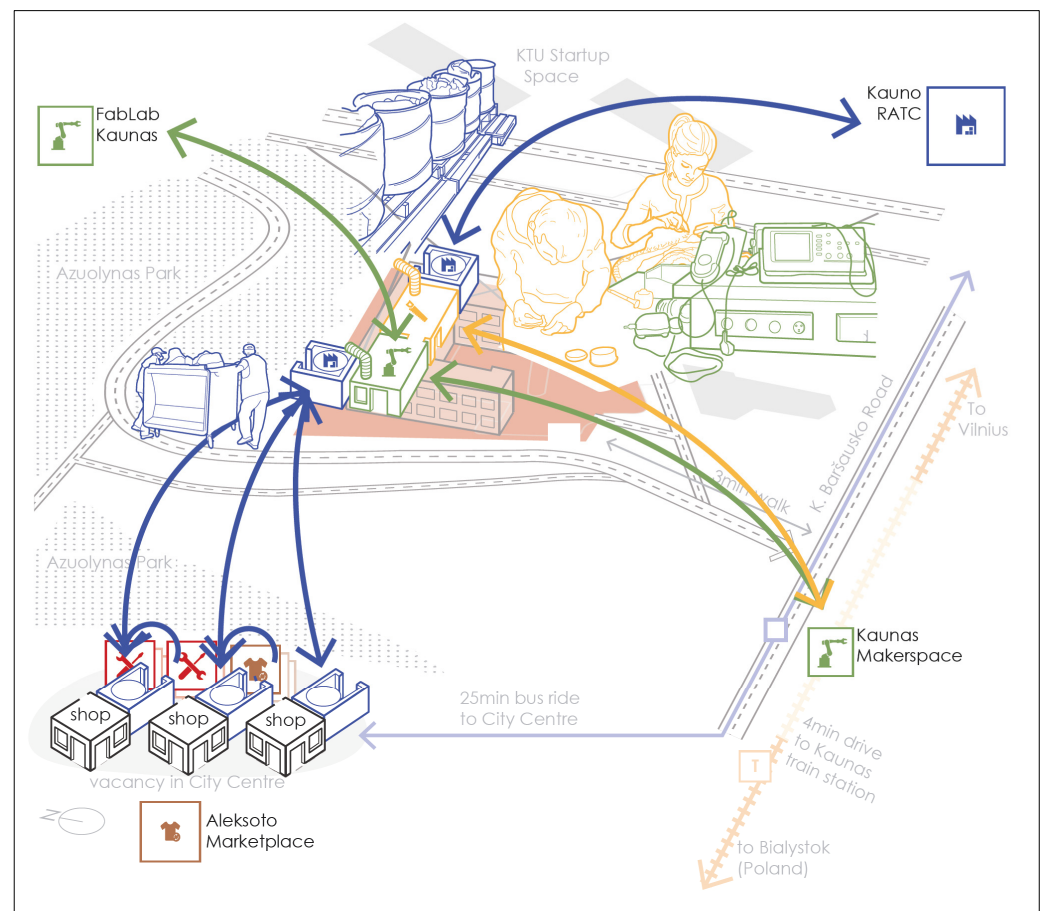 KTU Startup
Space
FabLab
Kaunas
Kauno
RATC
Azuolynas Park
K. Baršausko Road
To
Vilnius
3min walk
Azuolynas Park
Kaunas
Makerspace
25min bus ride
to City Centre
shop
shop
shop
4min drive
to Kaunas
train station
T
vacancy in City Centre
N
Aleksoto
Marketplace
to Bialystok
(Poland)